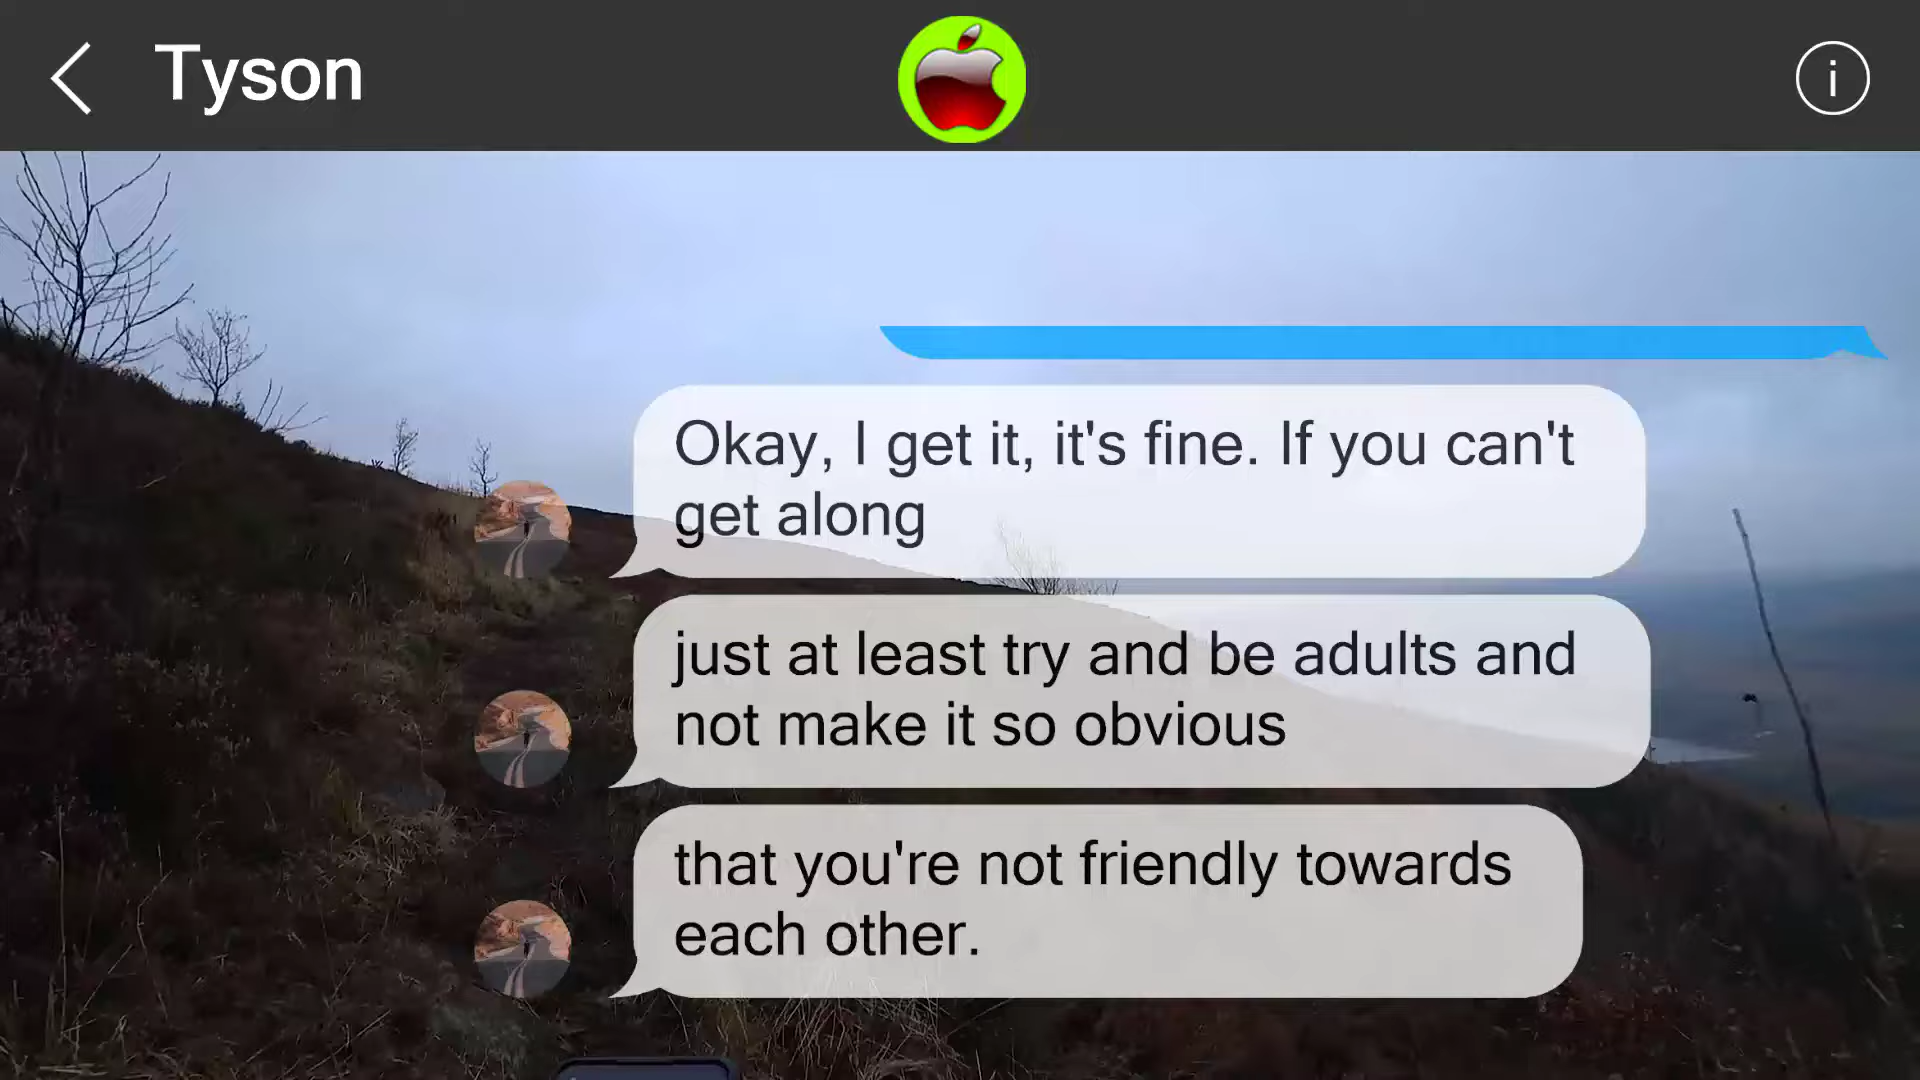 Tyson
i
Okay, I get it, it's fine. If you can't
get along
just at least try and be adults and
not make it so obvious
that you're not friendly towards
each other.